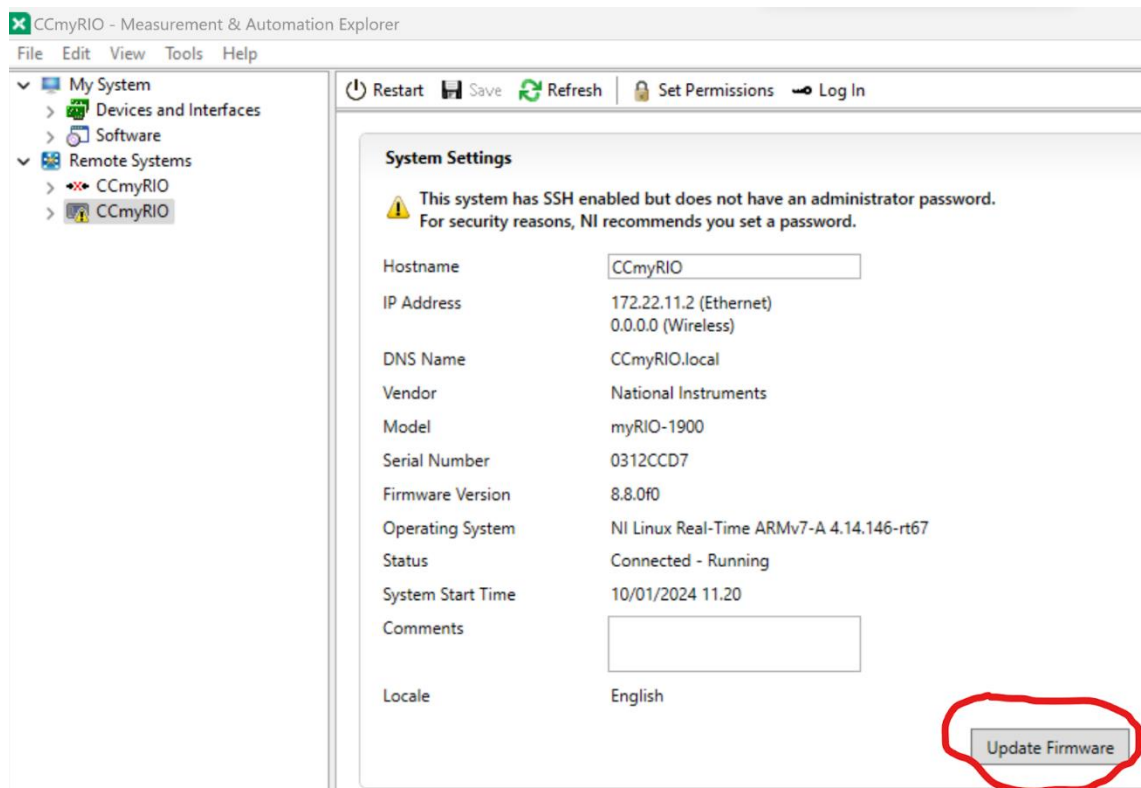 CCmyRIO - Measurement & Automation Explorer
File Edit View Tools Help
My System
Devices and Interfaces
Software
Remote Systems
CCmyRIO
CCmyRIO
Restart Save Refresh Set Permissions Log In
System Settings
This system has SSH enabled but does not have an administrator password.
For security reasons, NI recommends you set a password.
Hostname CCmyRIO
IP Address 172.22.11.2 (Ethernet)
0.0.0.0 (Wireless)
DNS Name CCmyRIO.local
Vendor National Instruments
Model myRIO-1900
Serial Number 0312CCD7
Firmware Version 8.8.0f0
Operating System NI Linux Real-Time ARMv7-A 4.14.146-rt67
Status Connected - Running
System Start Time 10/01/2024 11.20
Comments
Locale English
Update Firmware